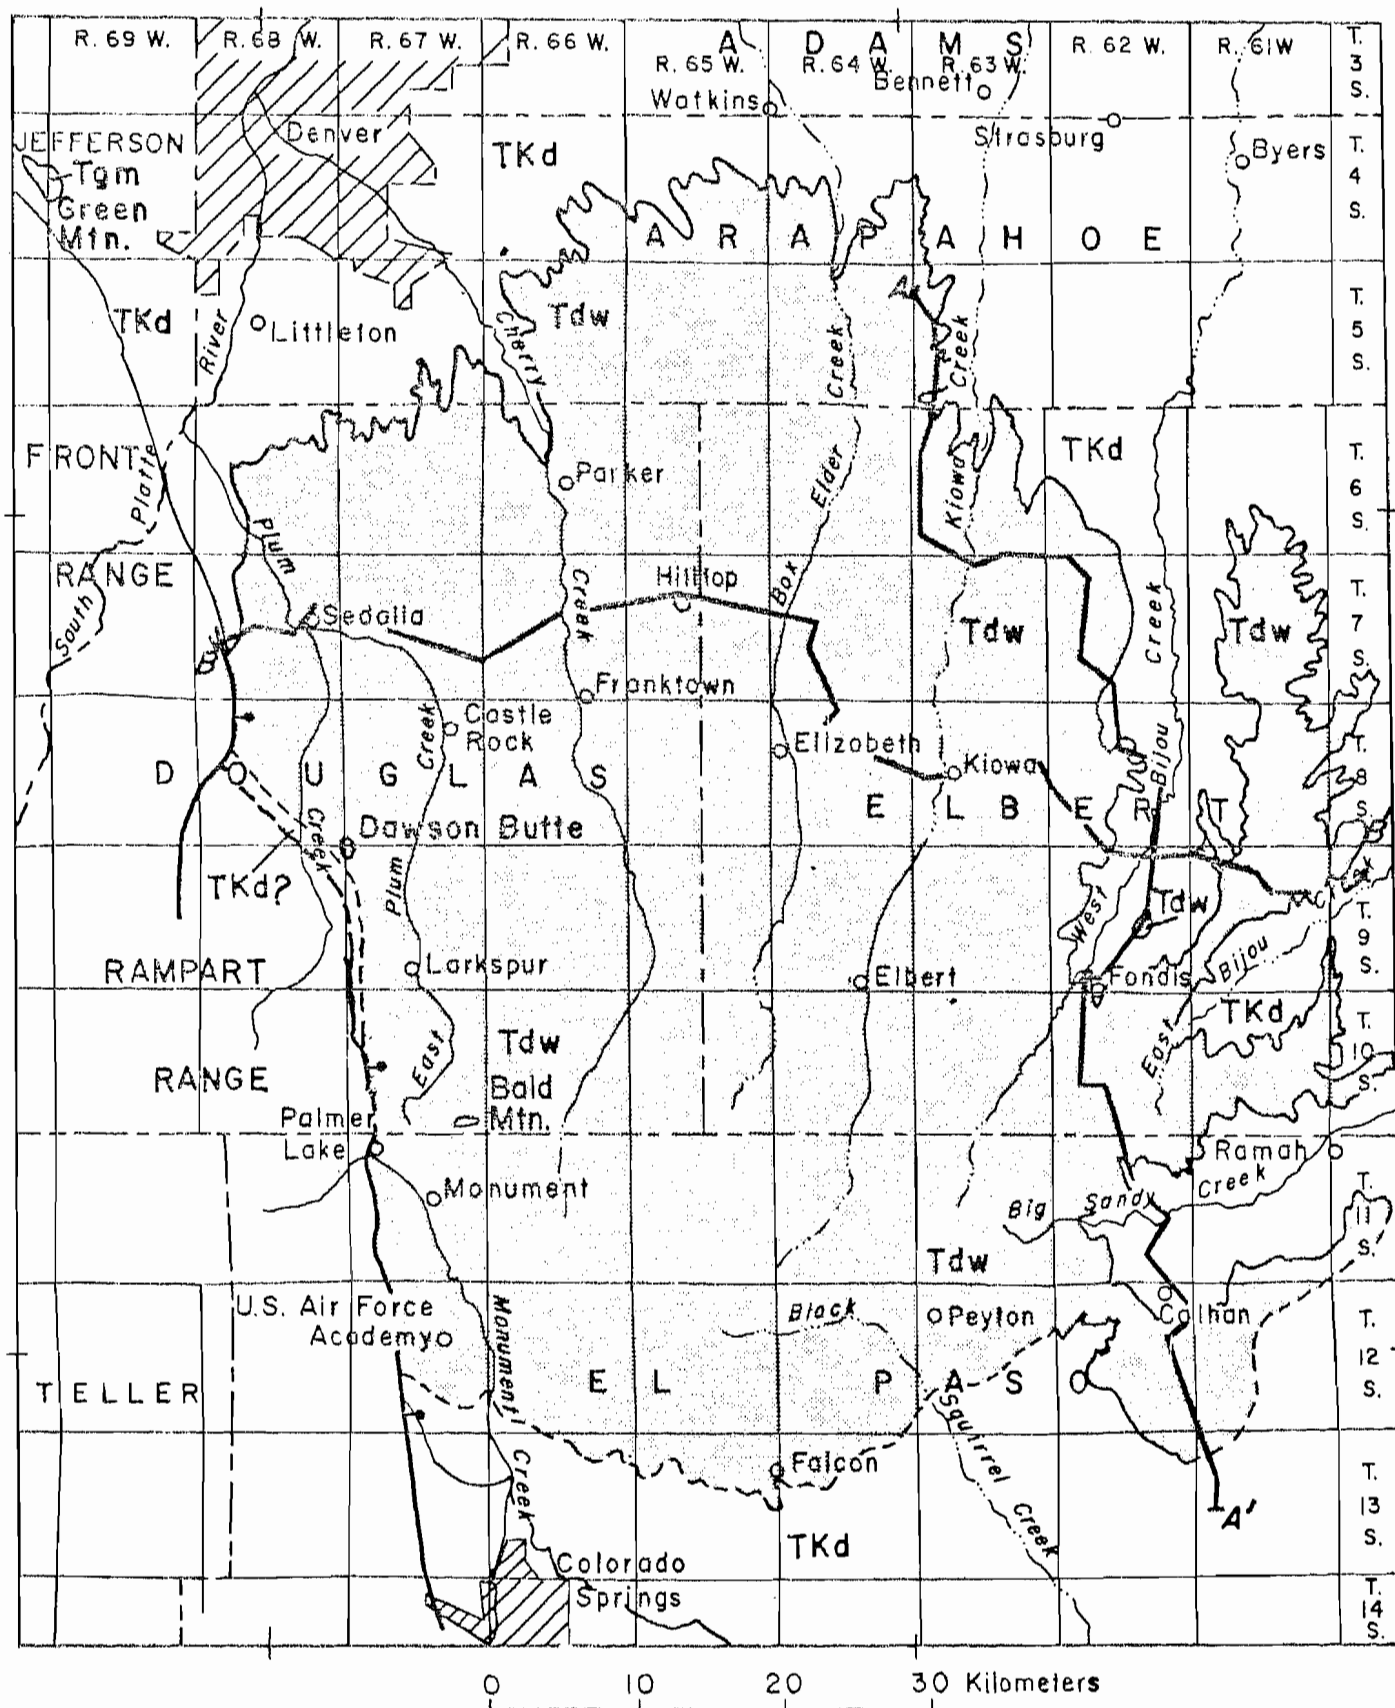 R. 69 W. R. 68 W. R. 67 W. R. 66 W. A D A M S R. 62 W. R. 61W T. 3 S.
R. 65 W. R. 64 W. R. 63 W.
Bennett
Watkins
Denver Strasburg
JEFFERSON TKd Byers T. 4 S.
Tgm
Green
Mtn. A R A P A H O E
A
TKd Tdw T. 5 S.
River Littleton Cherry Creek Creek
FRONT TKd T. 6 S.
Platte Parker Elder Kiowa
Plum
RANGE Hilltop Box Creek T. 7 S.
South Sedalia Creek Tdw Tdw
Franktown
Castle
Rock
Creek Elizabeth Kiowa Bijou T. 8 S.
D O U G L A S E L B E R T
Creek Dawson Butte
TKd? Plum West Tdw T. 9 S.
RAMPART Larkspur Elbert Fondis Bijou
TKd T. 10 S.
Tdw
RANGE East Bald East
Mtn.
Palmer
Lake Ramah
Monument Big Sandy Creek T. 11 S.
Tdw
U.S. Air Force Black Peyton Calhan T. 12 S.
Academy
Monument
TELLER E L P A S O
Squirrel
Creek Falcon Creek T. 13 S.
A'
TKd
Colorado
Springs T. 14 S.
0 10 20 30 Kilometers